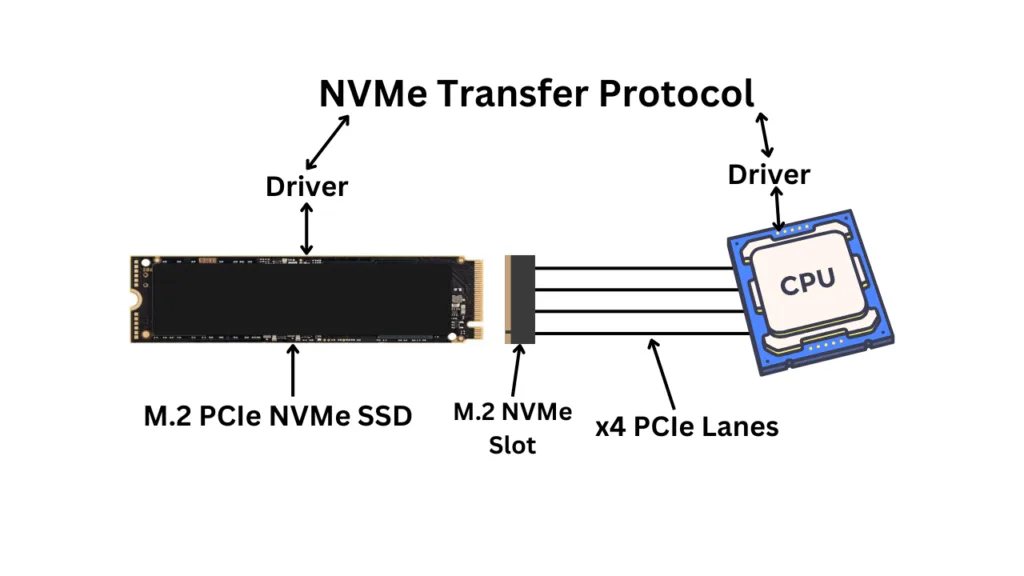 NVMe Transfer Protocol
Driver
Driver
CPU
M.2 PCIe NVMe SSD
M.2 NVMe
Slot
x4 PCIe Lanes